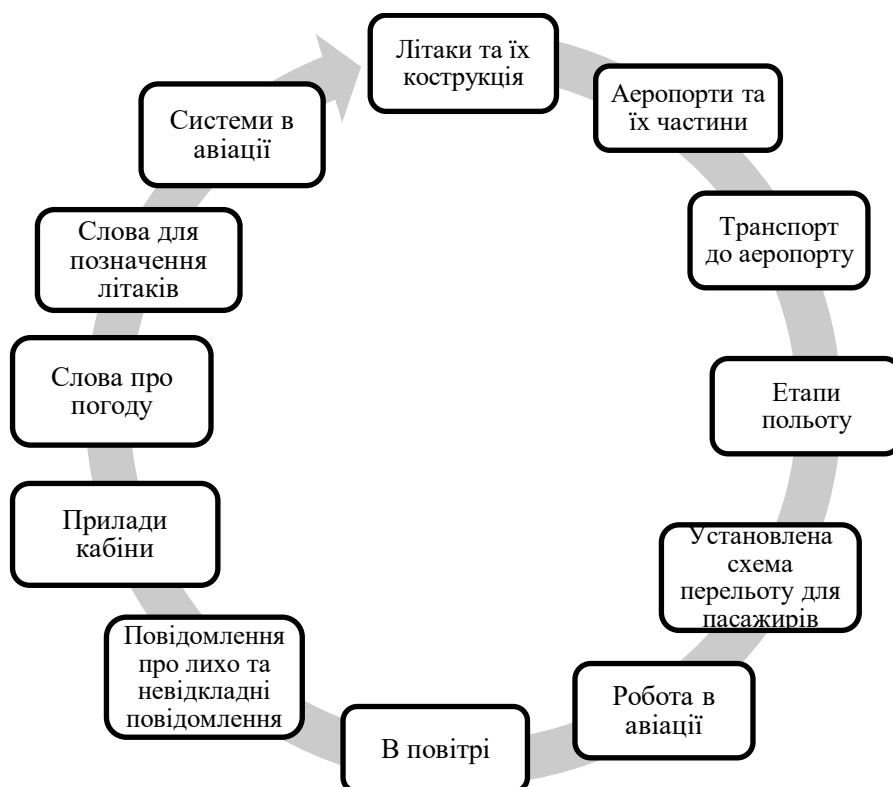 Літаки та їх
кострукція
Аеропорти та
їх частини
Транспорт
до аеропорту
Етапи
польоту
Установлена
схема
перельоту для
пасажирів
Робота в
авіації
В повітрі
Повідомлення
про лихо та
невідкладні
повідомлення
Прилади
кабіни
Слова про
погоду
Слова для
позначення
літаків
Системи в
авіації